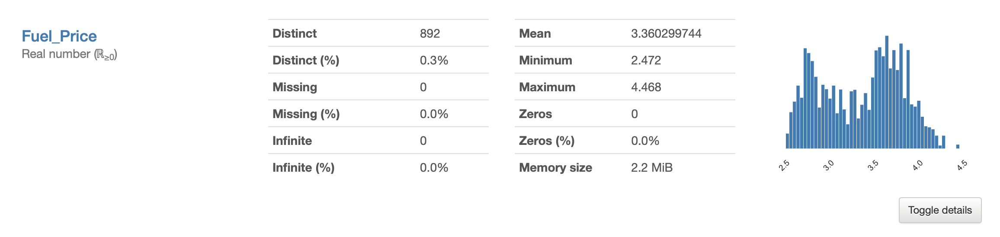 Fuel_Price
Real number (ℝ≥0)
Distinct 892
Distinct (%) 0.3%
Missing 0
Missing (%) 0.0%
Infinite 0
Infinite (%) 0.0%
Mean 3.360299744
Minimum 2.472
Maximum 4.468
Zeros 0
Zeros (%) 0.0%
Memory size 2.2 MiB
2.5 3.0 3.5 4.0 4.5
Toggle details